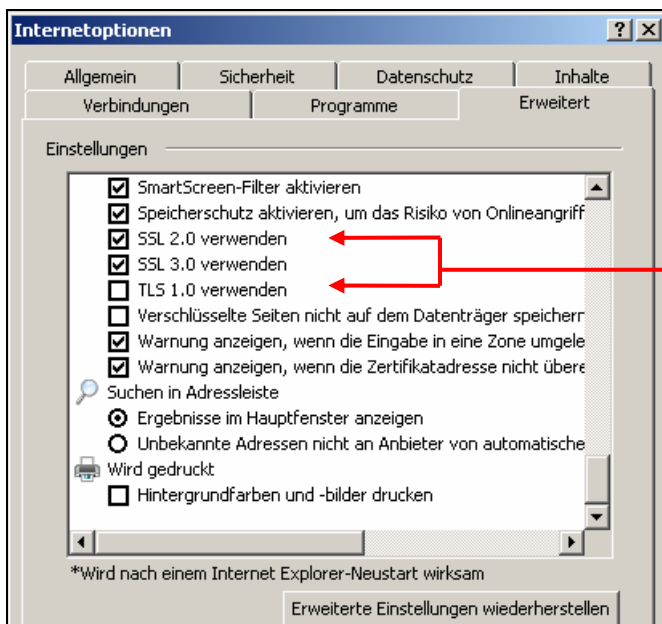 Internetoptionen
Allgemein Sicherheit Datenschutz Inhalte
Verbindungen Programme Erweitert
Einstellungen
SmartScreen-Filter aktivieren
Speicherschutz aktivieren, um das Risiko von Onlineangriff
SSL 2.0 verwenden
SSL 3.0 verwenden
TLS 1.0 verwenden
Verschlüsselte Seiten nicht auf dem Datenträger speichern
Warnung anzeigen, wenn die Eingabe in eine Zone umgele
Warnung anzeigen, wenn die Zertifikatadresse nicht übere
Suchen in Adressleiste
Ergebnisse im Hauptfenster anzeigen
Unbekannte Adressen nicht an Anbieter von automatische
Wird gedruckt
Hintergrundfarben und -bilder drucken
*Wird nach einem Internet Explorer-Neustart wirksam
Erweiterte Einstellungen wiederherstellen